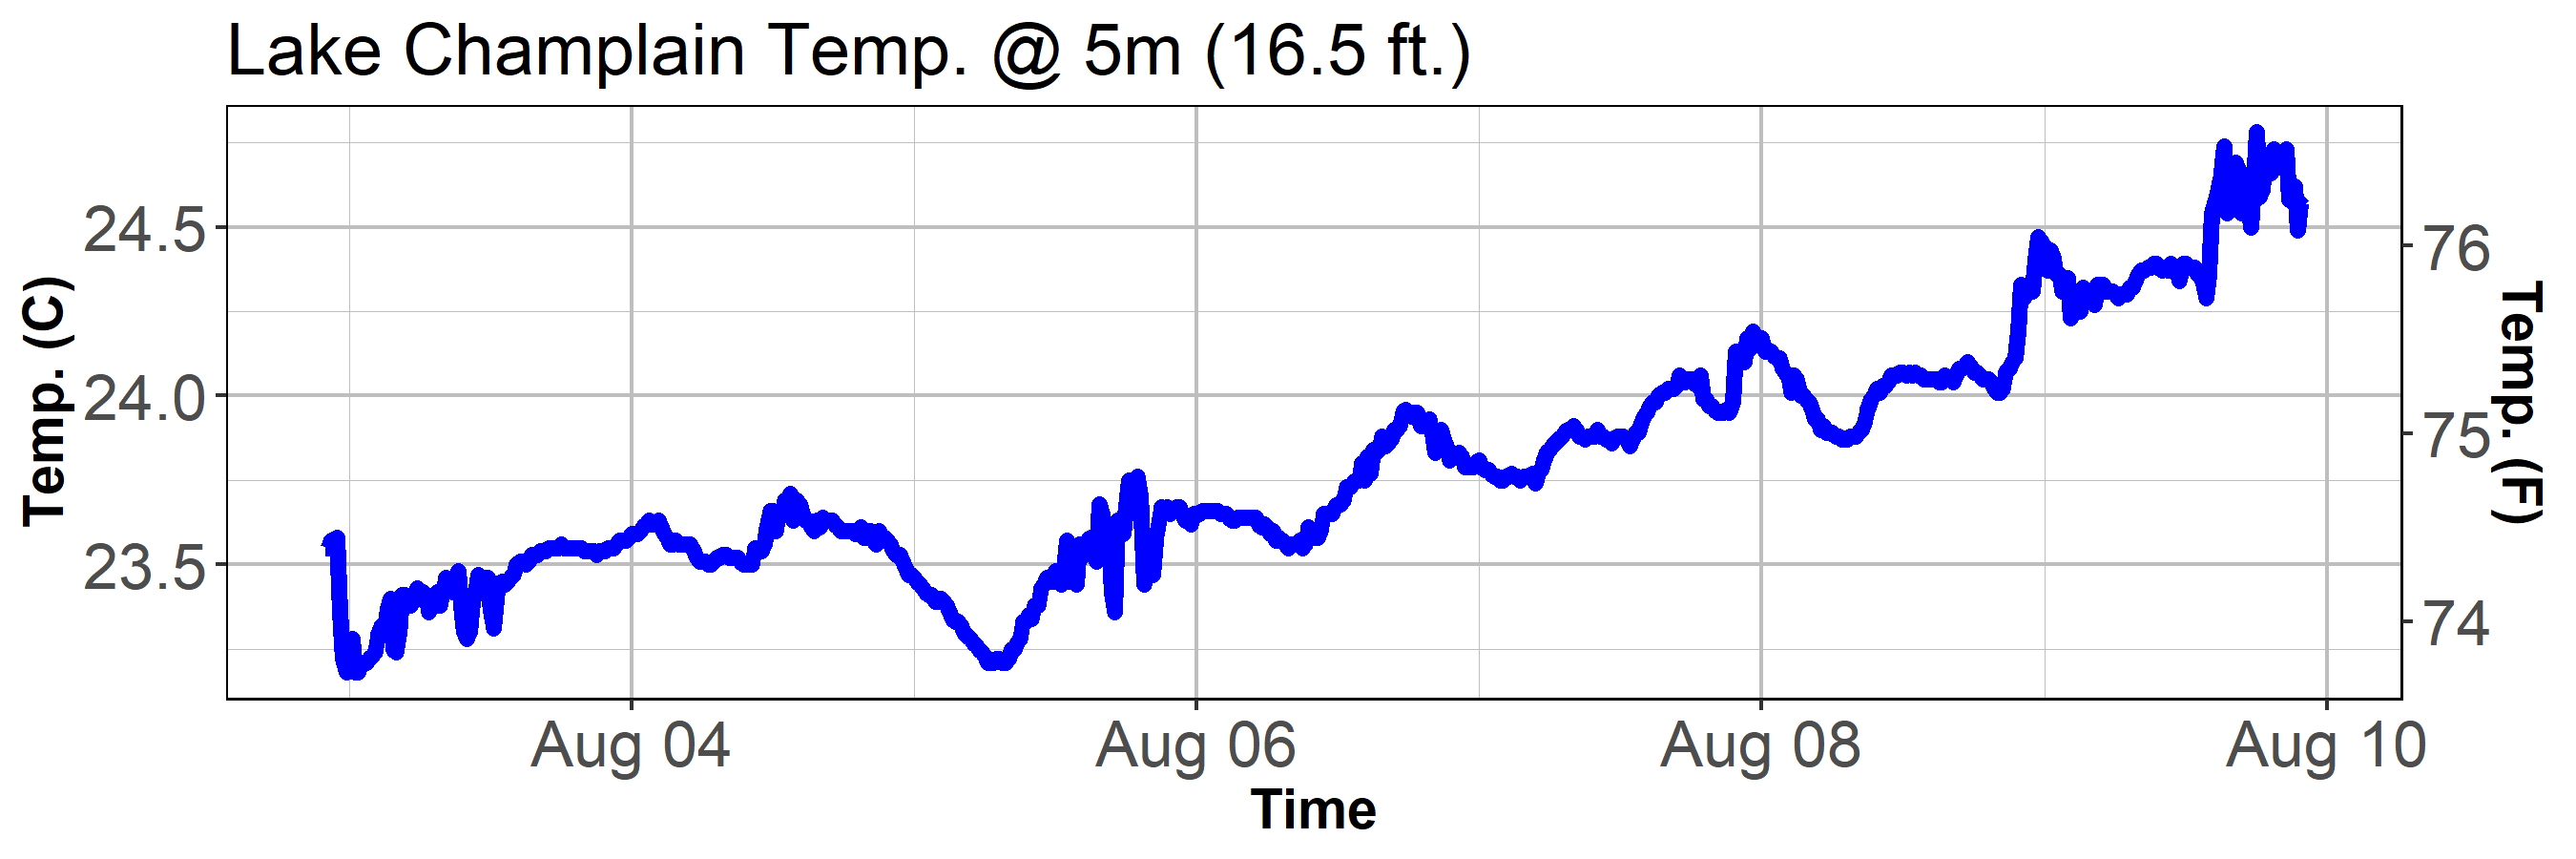 Lake Champlain Temp. @ 5m (16.5 ft.)
Temp. (C)
24.5
24.0
23.5
76
75
74
Temp. (F)
Aug 04
Aug 06
Aug 08
Aug 10
Time